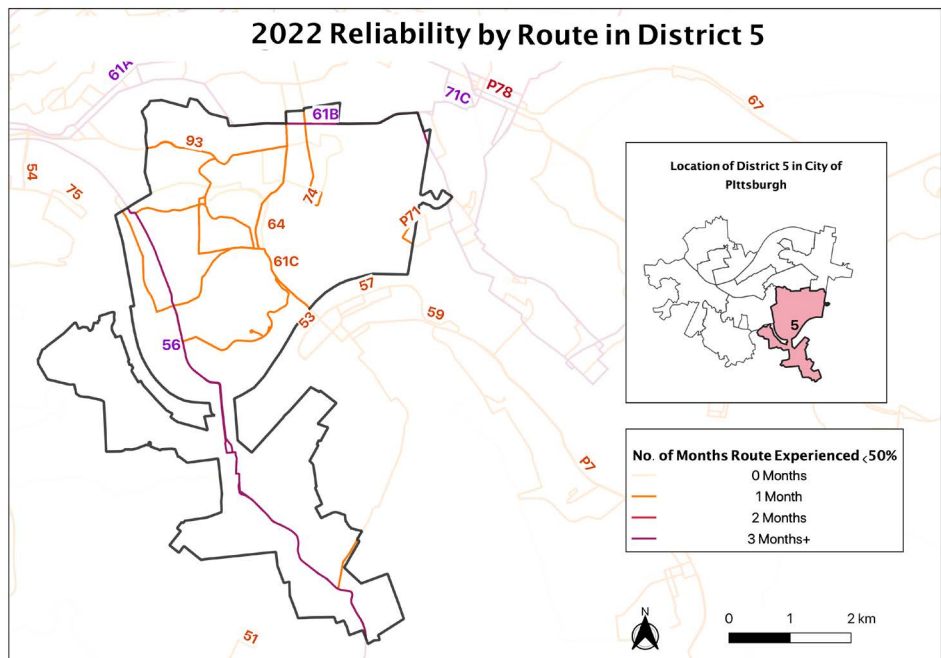 2022 Reliability by Route in District 5
61A
71C
P78
67
61B
93
54
75
74
64
P71
61C
57
53
59
56
P7
51
Location of District 5 in City of
PIttsburgh
5
No. of Months Route Experienced <50%
0 Months
1 Month
2 Months
3 Months+
N
0 1 2 km